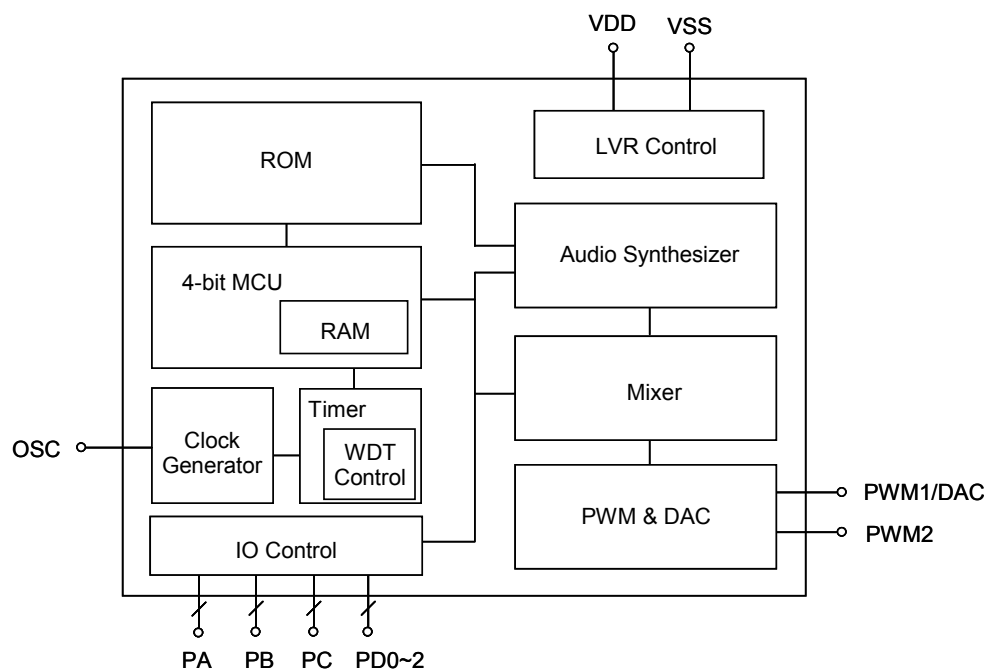 VDD VSS
ROM
LVR Control
Audio Synthesizer
4-bit MCU
RAM
Mixer
Timer
OSC
Clock
Generator
WDT
Control
PWM & DAC
PWM1/DAC
PWM2
IO Control
PA PB PC PD0~2